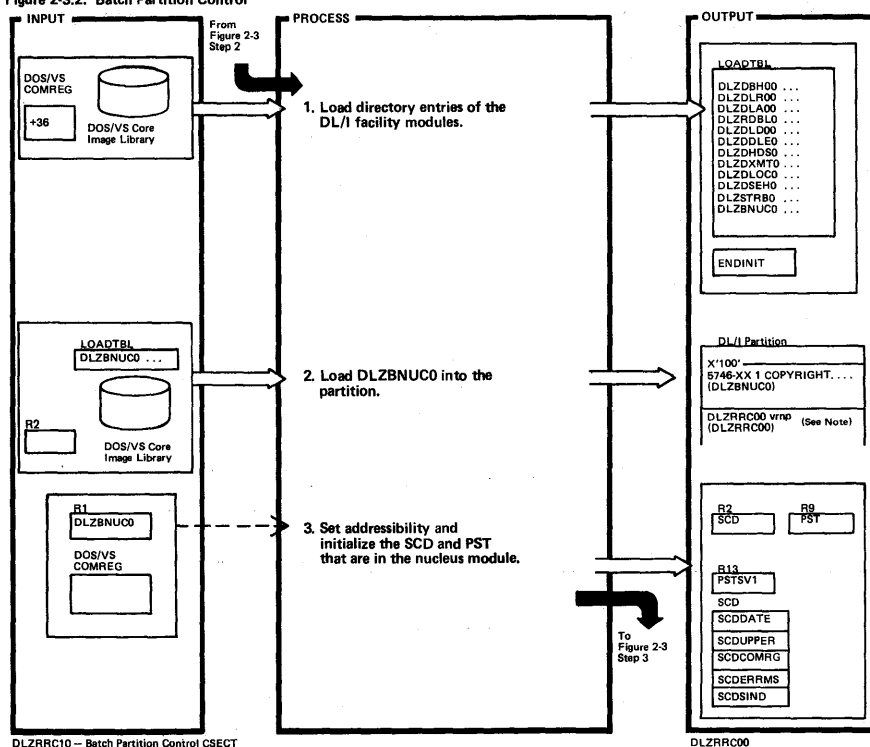 Figure 2-3.2. Batch Partition Control
INPUT
From
Figure 2-3
Step 2
PROCESS
OUTPUT
DOS/VS
COMREG
+36
DOS/VS Core
Image Library
1. Load directory entries of the
DL/I facility modules.
LOADTBL
DLZDBH00 ...
DLZDLR00 ...
DLZDLA00 ...
DLZRDBL0 ...
DLZDLD00 ...
DLZDDLE0 ...
DLZDHDS0 ...
DLZDXMT0 ...
DLZDLOC0 ...
DLZDSEH0 ...
DLZSTRB0 ...
DLZBNUC0 ...
ENDINIT
LOADTBL
DLZBNUC0 ...
R2
DOS/VS Core
Image Library
2. Load DLZBNUC0 into the
partition.
DL/I Partition
X'100'
5746-XX 1 COPYRIGHT....
(DLZBNUC0)
DLZRRC00 vrnp (See Note)
(DLZRRC00)
R1
DLZBNUC0
DOS/VS
COMREG
3. Set addressibility and
initialize the SCD and PST
that are in the nucleus module.
To
Figure 2-3
Step 3
R2
SCD
R9
PST
R13
PSTSV1
SCD
SCDDATE
SCDUPPER
SCDCOMRG
SCDERRMS
SCDSIND
DLZRRC10 – Batch Partition Control CSECT
DLZRRC00